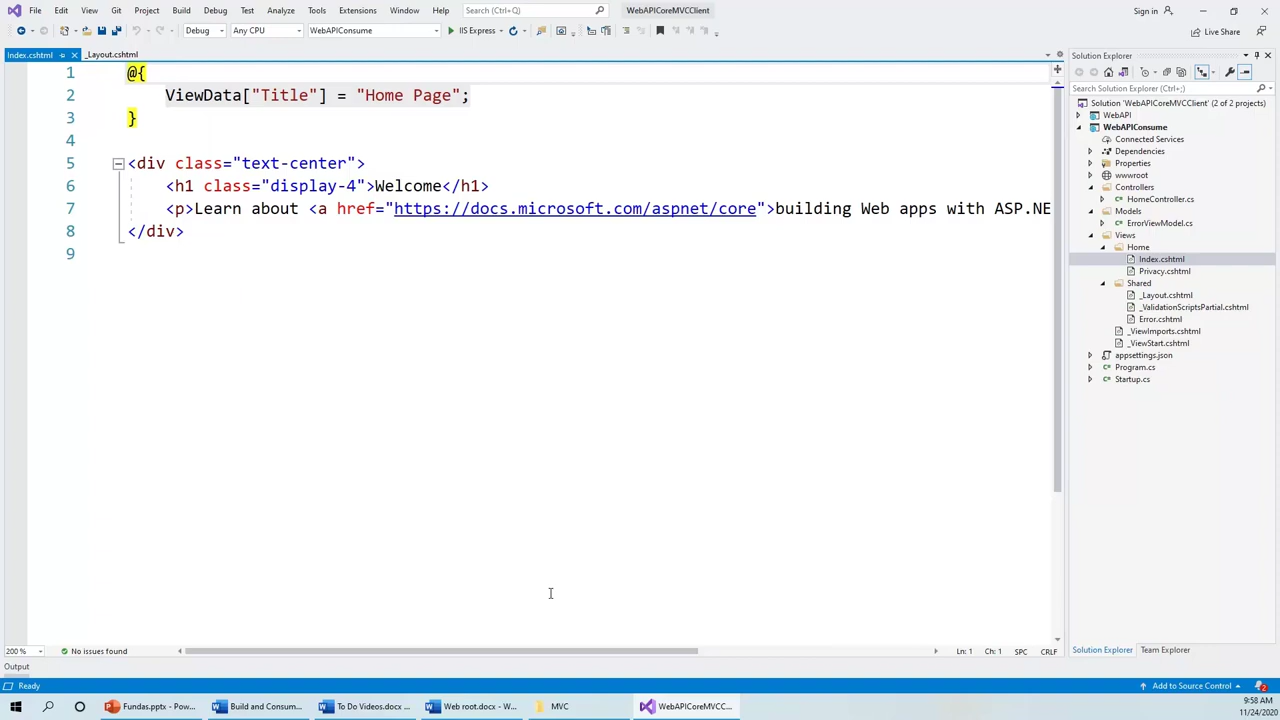 File Edit View Git Project Build Debug Test Analyze Tools Extensions Window Help Search (Ctrl+Q) WebAPICoreMVCClient Sign in
Debug Any CPU WebAPIConsume IIS Express Live Share
Index.cshtml _Layout.cshtml
1 @{
2 ViewData["Title"] = "Home Page";
3 }
4
5 <div class="text-center">
6 <h1 class="display-4">Welcome</h1>
7 <p>Learn about <a href="https://docs.microsoft.com/aspnet/core">building Web apps with ASP.NE
8 </div>
9
200 % No issues found Ln: 1 Ch: 1 SPC CRLF
Solution Explorer
Search Solution Explorer (Ctrl+;)
Solution 'WebAPICoreMVCClient' (2 of 2 projects)
WebAPI
WebAPIConsume
Connected Services
Dependencies
Properties
wwwroot
Controllers
HomeController.cs
Models
ErrorViewModel.cs
Views
Home
Index.cshtml
Privacy.cshtml
Shared
_Layout.cshtml
_ValidationScriptsPartial.cshtml
Error.cshtml
_ViewImports.cshtml
_ViewStart.cshtml
appsettings.json
Program.cs
Startup.cs
Solution Explorer Team Explorer
Output
Ready Add to Source Control 2
Fundas.pptx - Pow... Build and Consum... To Do Videos.docx ... Web root.docx - W... MVC WebAPICoreMVCC... 9:58 AM
11/24/2020